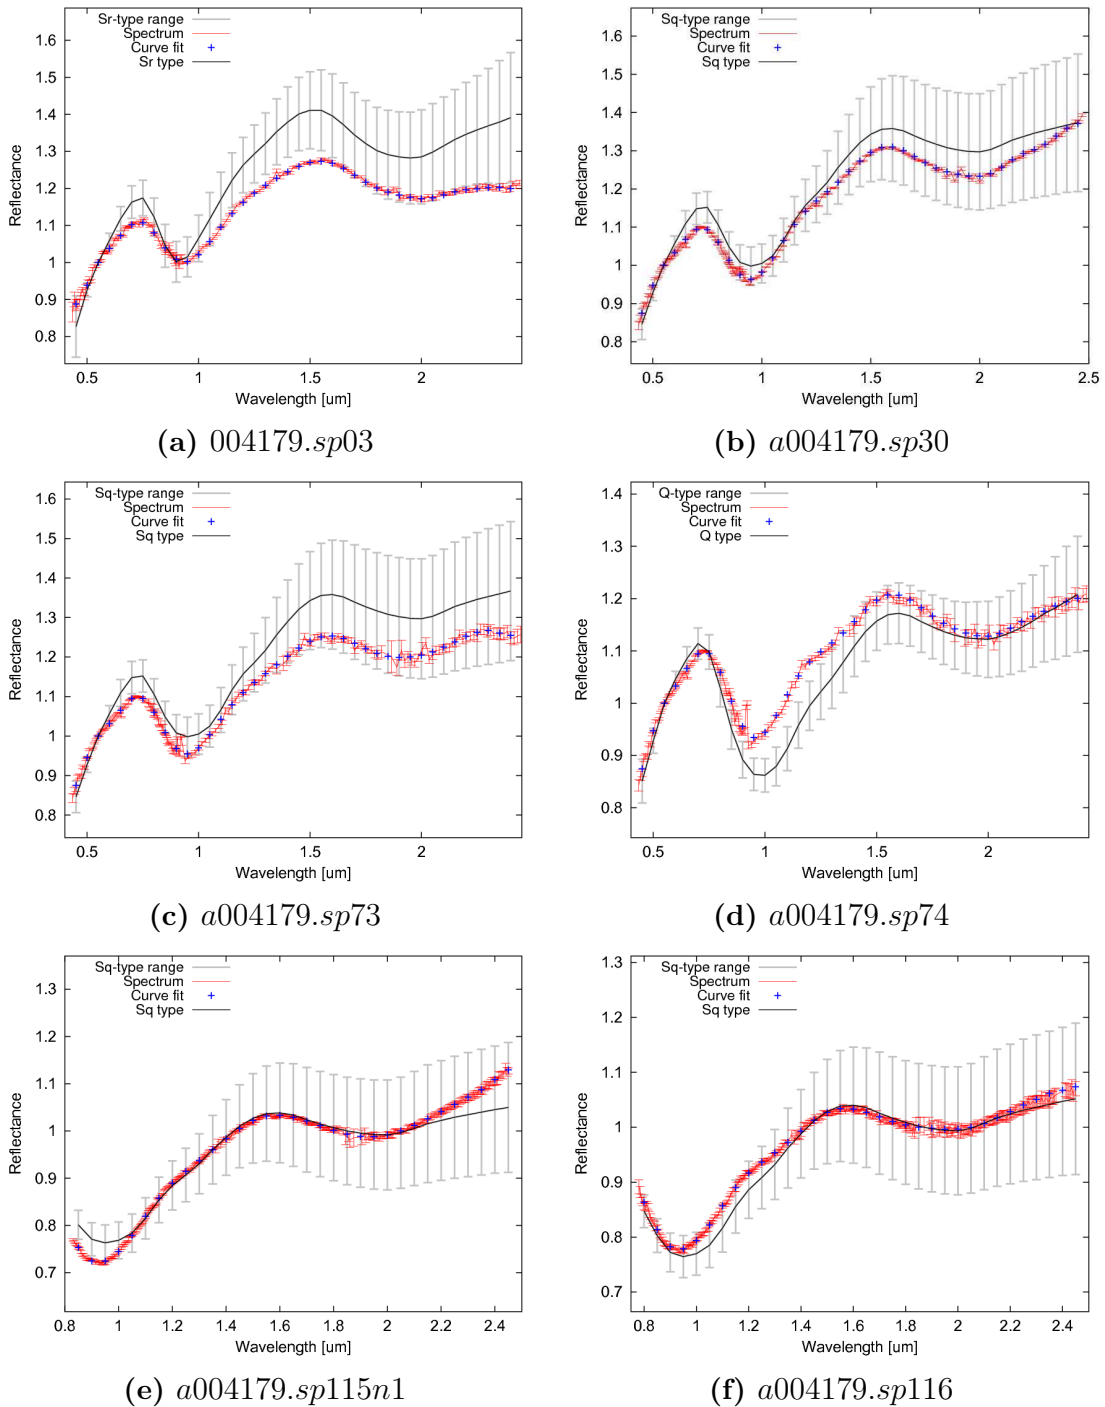 Sr-type range
Spectrum
Curve fit
Sr type
1.6
1.5
1.4
1.3
1.2
1.1
1
0.9
0.8
Reflectance
0.5 1 1.5 2
Wavelength [um]
(a) 004179.sp03
Sq-type range
Spectrum
Curve fit
Sq type
1.6
1.5
1.4
1.3
1.2
1.1
1
0.9
0.8
Reflectance
0.5 1 1.5 2 2.5
Wavelength [um]
(b) a004179.sp30
Sq-type range
Spectrum
Curve fit
Sq type
1.6
1.5
1.4
1.3
1.2
1.1
1
0.9
0.8
Reflectance
0.5 1 1.5 2
Wavelength [um]
(c) a004179.sp73
Q-type range
Spectrum
Curve fit
Q type
1.4
1.3
1.2
1.1
1
0.9
0.8
Reflectance
0.5 1 1.5 2
Wavelength [um]
(d) a004179.sp74
Sq-type range
Spectrum
Curve fit
Sq type
1.3
1.2
1.1
1
0.9
0.8
0.7
Reflectance
0.8 1 1.2 1.4 1.6 1.8 2 2.2 2.4
Wavelength [um]
(e) a004179.sp115n1
Sq-type range
Spectrum
Curve fit
Sq type
1.3
1.2
1.1
1
0.9
0.8
0.7
Reflectance
0.8 1 1.2 1.4 1.6 1.8 2 2.2 2.4
Wavelength [um]
(f) a004179.sp116